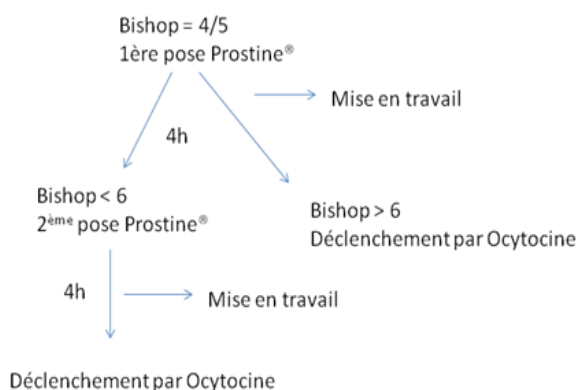 Bishop = 4/5
1ère pose Prostine®
Mise en travail
4h
Bishop < 6
2ème pose Prostine®
Bishop > 6
Déclenchement par Ocytocine
4h
Mise en travail
Déclenchement par Ocytocine